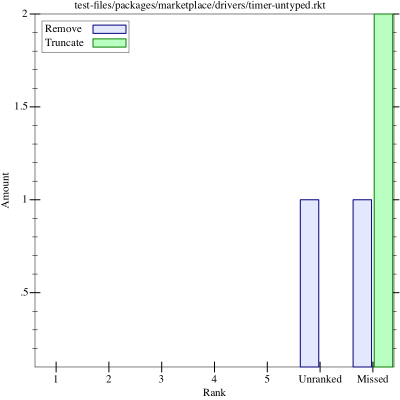 test-files/packages/marketplace/drivers/timer-untyped.rkt
Remove
Truncate
2
1.5
1
.5
Amount
1 2 3 4 5 Unranked Missed
Rank